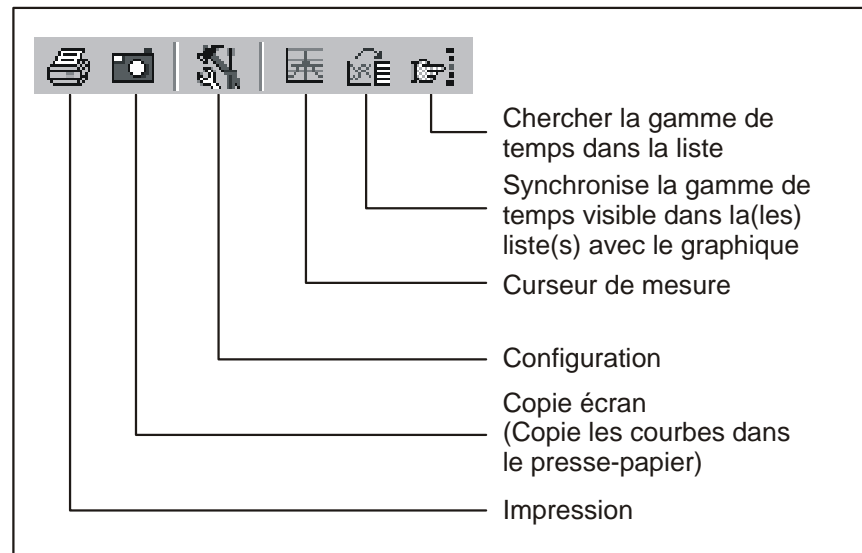 Chercher la gamme de
temps dans la liste
Synchronise la gamme de
temps visible dans la(les)
liste(s) avec le graphique
Curseur de mesure
Configuration
Copie écran
(Copie les courbes dans
le presse-papier)
Impression